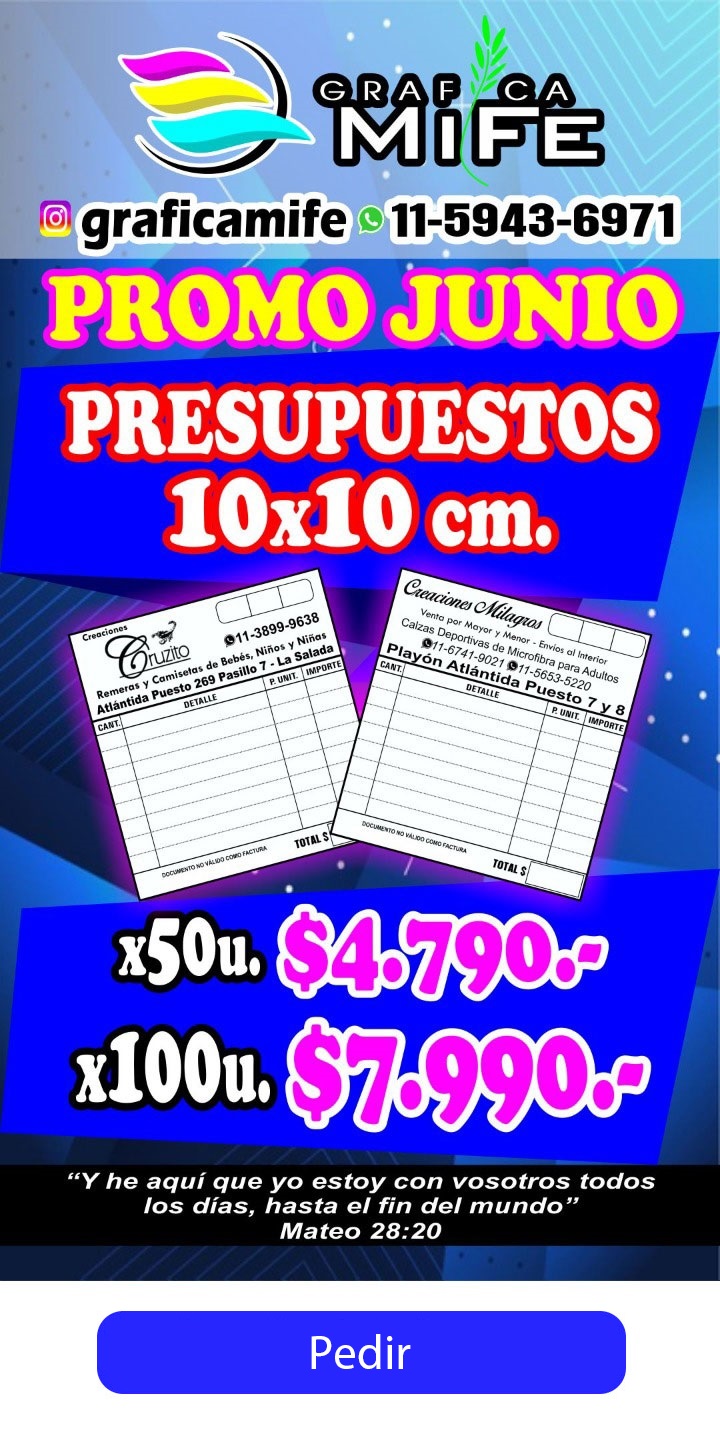 GRAFICA
MIFE
graficamife 11-5943-6971
PROMO JUNIO
PRESUPUESTOS
10x10 cm.
Creaciones
Cruzito
11-3899-9638
Remeras y Camisetas de Bebés, Niños y Niñas
Atlántida Puesto 269 Pasillo 7 - La Salada
CANT. DETALLE P. UNIT. IMPORTE
DOCUMENTO NO VÁLIDO COMO FACTURA TOTAL $
Creaciones Milagros
Venta por Mayor y Menor - Envíos al Interior
Calzas Deportivas de Microfibra para Adultos
11-6741-9021 11-5653-5220
Playón Atlántida Puesto 7 y 8
CANT. DETALLE P. UNIT. IMPORTE
DOCUMENTO NO VÁLIDO COMO FACTURA TOTAL $
x50u. $4.790.-
x100u. $7.990.-
“Y he aquí que yo estoy con vosotros todos
los días, hasta el fin del mundo”
Mateo 28:20
Pedir